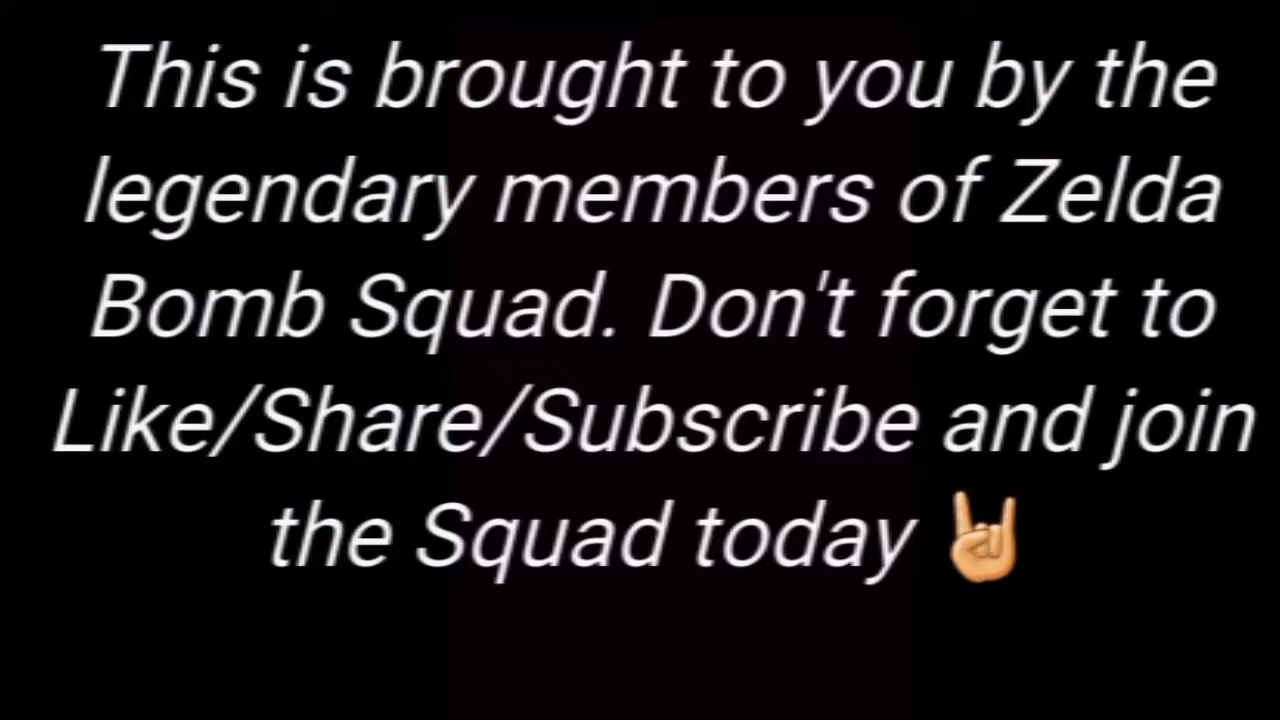 This is brought to you by the
legendary members of Zelda
Bomb Squad. Don't forget to
Like/Share/Subscribe and join
the Squad today 🤘